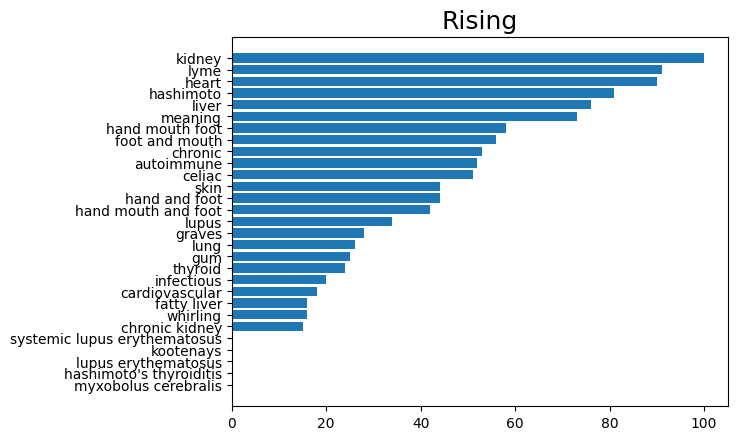 Rising
kidney
lyme
heart
hashimoto
liver
meaning
hand mouth foot
foot and mouth
chronic
autoimmune
celiac
skin
hand and foot
hand mouth and foot
lupus
graves
lung
gum
thyroid
infectious
cardiovascular
fatty liver
whirling
chronic kidney
systemic lupus erythematosus
kootenays
lupus erythematosus
hashimoto's thyroiditis
myxobolus cerebralis
0 20 40 60 80 100